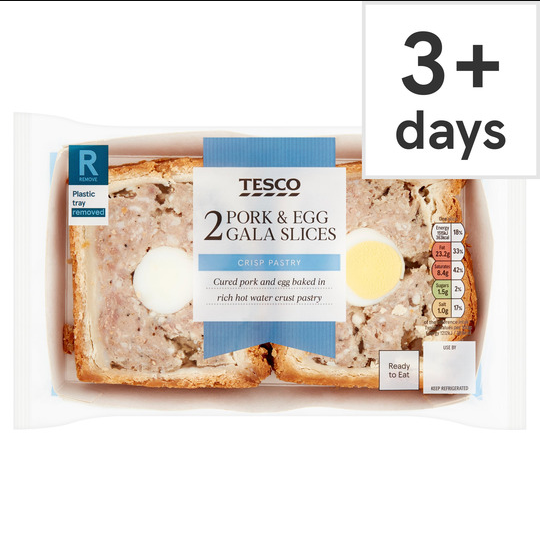 3+
days
R
REMOVE
Plastic
tray
removed
TESCO
2 PORK & EGG
GALA SLICES
CRISP PASTRY
Cured pork and egg baked in
rich hot water crust pastry
Energy
18%
Fat
23.2g
33%
Saturates
8.4g
42%
Sugars
1.5g
2%
Salt
1.0g
17%
Ready
to Eat
USE BY
KEEP REFRIGERATED